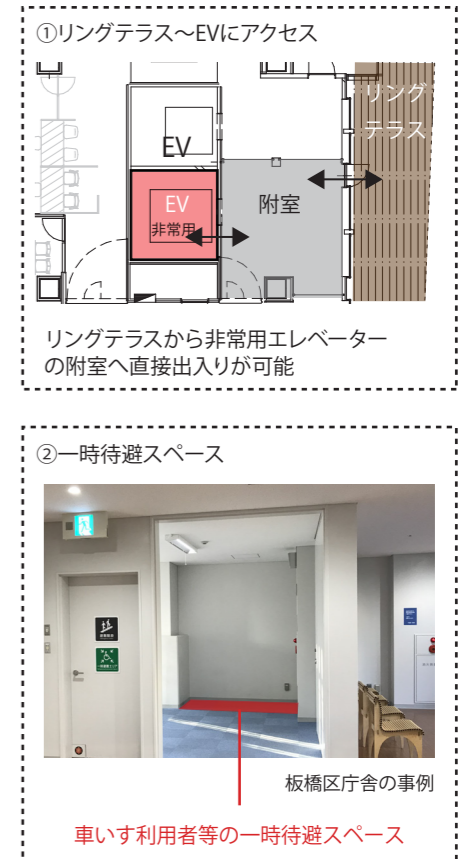 ①リングテラス～EVにアクセス
リング
テラス
EV
EV
非常用
附室
リングテラスから非常用エレベーター
の附室へ直接出入りが可能
②一時待避スペース
板橋区庁舎の事例
車いす利用者等の一時待避スペース